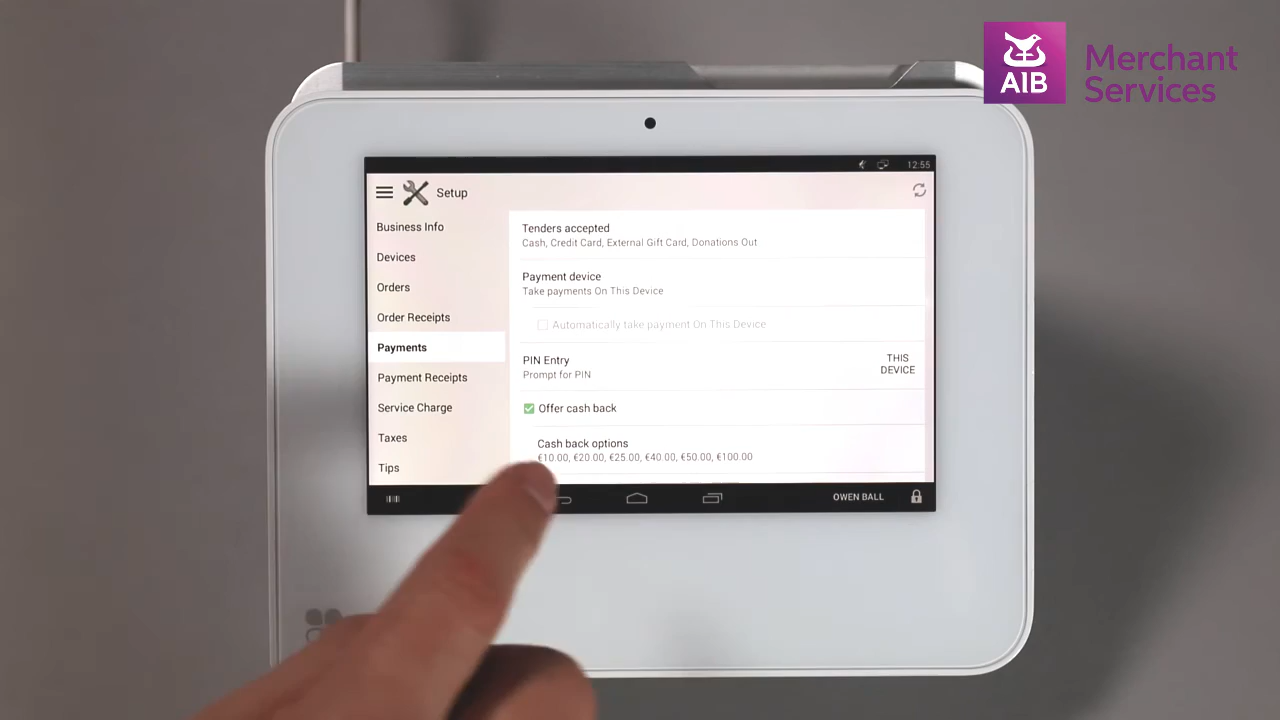 AIB
Merchant
Services
12:55
Setup
Business Info
Devices
Orders
Order Receipts
Payments
Payment Receipts
Service Charge
Taxes
Tips
Tenders accepted
Cash, Credit Card, External Gift Card, Donations Out
Payment device
Take payments On This Device
Automatically take payment On This Device
PIN Entry
Prompt for PIN
THIS
DEVICE
Offer cash back
Cash back options
€10.00, €20.00, €25.00, €40.00, €50.00, €100.00
OWEN BALL